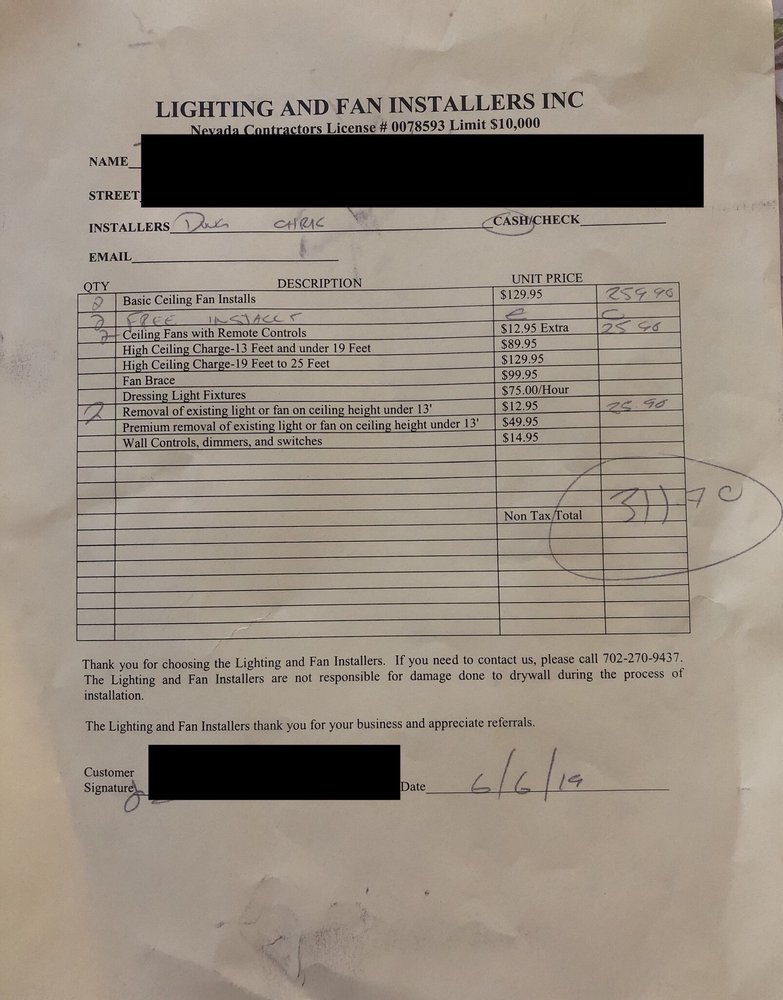 LIGHTING AND FAN INSTALLERS INC
Nevada Contractors License # 0078593 Limit $10,000
NAME
STREET
INSTALLERS Doug CHRIS CASH/CHECK
EMAIL
QTY DESCRIPTION UNIT PRICE
2 Basic Ceiling Fan Installs $129.95 259.90
2 FREE INSTALLS
2 Ceiling Fans with Remote Controls $12.95 Extra 25.90
High Ceiling Charge-13 Feet and under 19 Feet $89.95
High Ceiling Charge-19 Feet to 25 Feet $129.95
Fan Brace $99.95
Dressing Light Fixtures $75.00/Hour
2 Removal of existing light or fan on ceiling height under 13' $12.95 25.90
Premium removal of existing light or fan on ceiling height under 13' $49.95
Wall Controls, dimmers, and switches $14.95
Non Tax Total 311.70
Thank you for choosing the Lighting and Fan Installers. If you need to contact us, please call 702-270-9437.
The Lighting and Fan Installers are not responsible for damage done to drywall during the process of
installation.
The Lighting and Fan Installers thank you for your business and appreciate referrals.
Customer
Signature Date 6/6/19